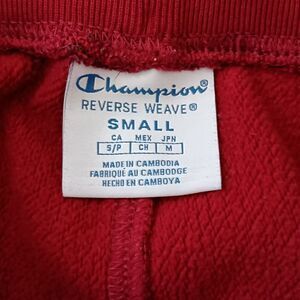 Champion®
REVERSE WEAVE®
SMALL
CA MEX JPN
S/P CH M
MADE IN CAMBODIA
FABRIQUÉ AU CAMBODGE
HECHO EN CAMBOYA